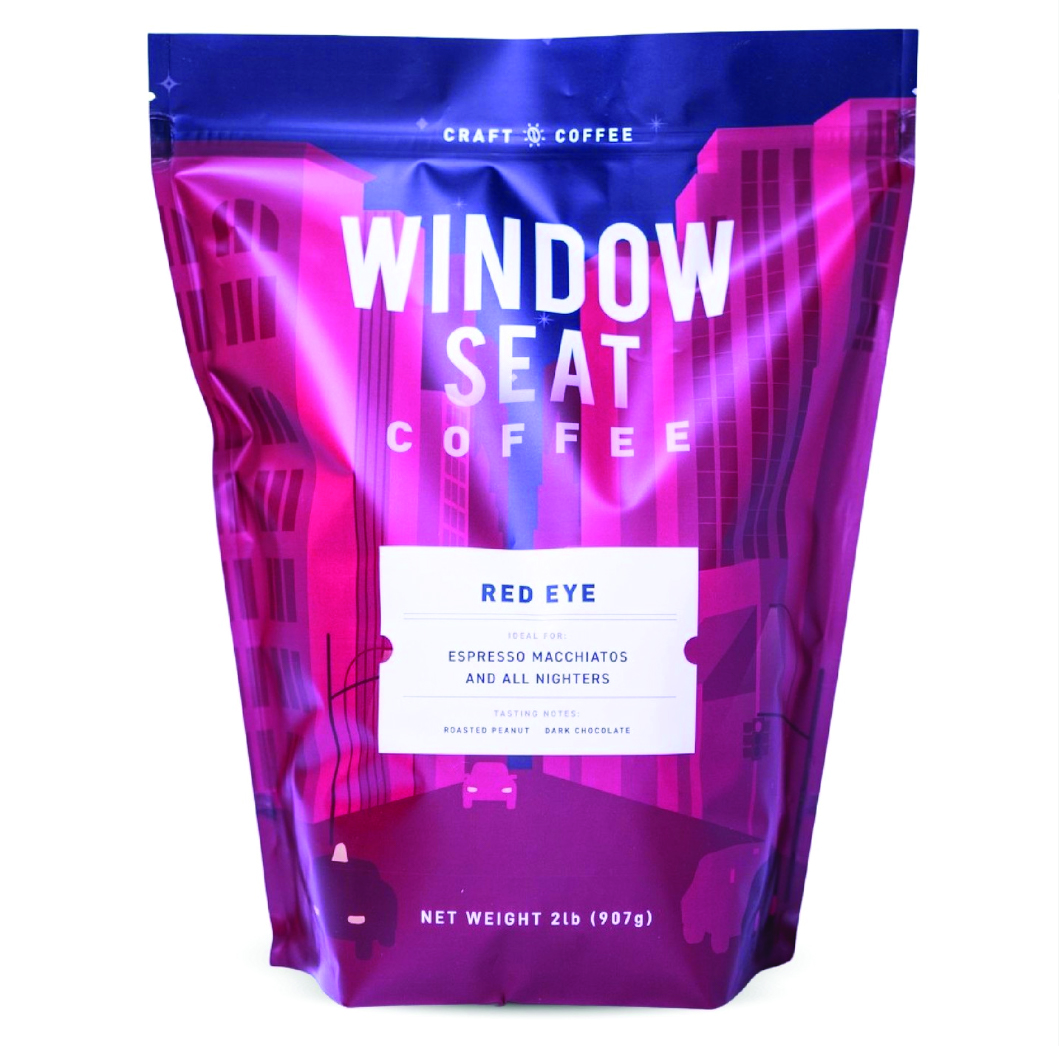 CRAFT COFFEE
WINDOW
SEAT
COFFEE
RED EYE
IDEAL FOR:
ESPRESSO MACCHIATOS
AND ALL NIGHTERS
TASTING NOTES:
ROASTED PEANUT DARK CHOCOLATE
NET WEIGHT 2lb (907g)